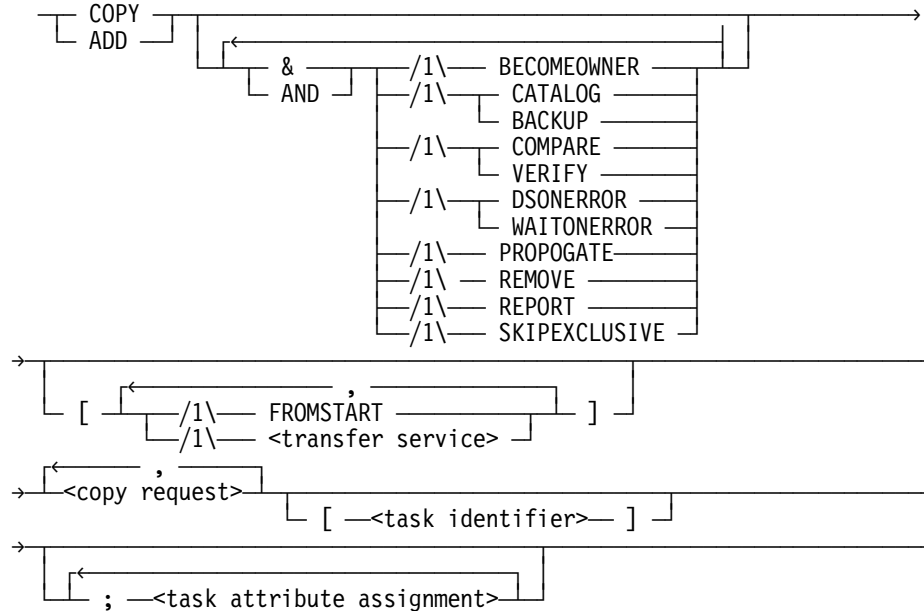 COPY
ADD
& /1\ BECOMEOWNER
AND /1\ CATALOG
BACKUP
/1\ COMPARE
VERIFY
/1\ DSONERROR
WAITONERROR
/1\ PROPOGATE
/1\ REMOVE
/1\ REPORT
/1\ SKIPEXCLUSIVE
,
[ /1\ FROMSTART ]
/1\ <transfer service>
,
<copy request>
[ <task identifier> ]
; <task attribute assignment>